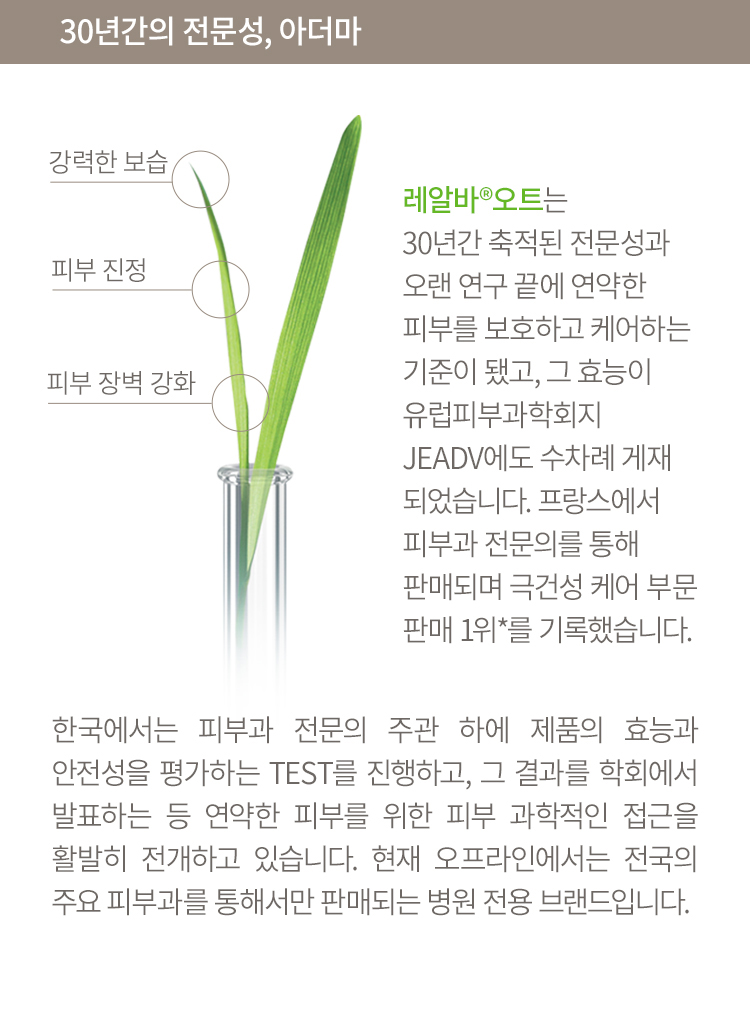 30년간의 전문성, 아더마
강력한 보습
피부 진정
피부 장벽 강화
레알바®오트는
30년간 축적된 전문성과
오랜 연구 끝에 연약한
피부를 보호하고 케어하는
기준이 됐고, 그 효능이
유럽피부과학회지
JEADV에도 수차례 게재
되었습니다. 프랑스에서
피부과 전문의를 통해
판매되며 극건성 케어 부문
판매 1위*를 기록했습니다.
한국에서는 피부과 전문의 주관 하에 제품의 효능과
안전성을 평가하는 TEST를 진행하고, 그 결과를 학회에서
발표하는 등 연약한 피부를 위한 피부 과학적인 접근을
활발히 전개하고 있습니다. 현재 오프라인에서는 전국의
주요 피부과를 통해서만 판매되는 병원 전용 브랜드입니다.